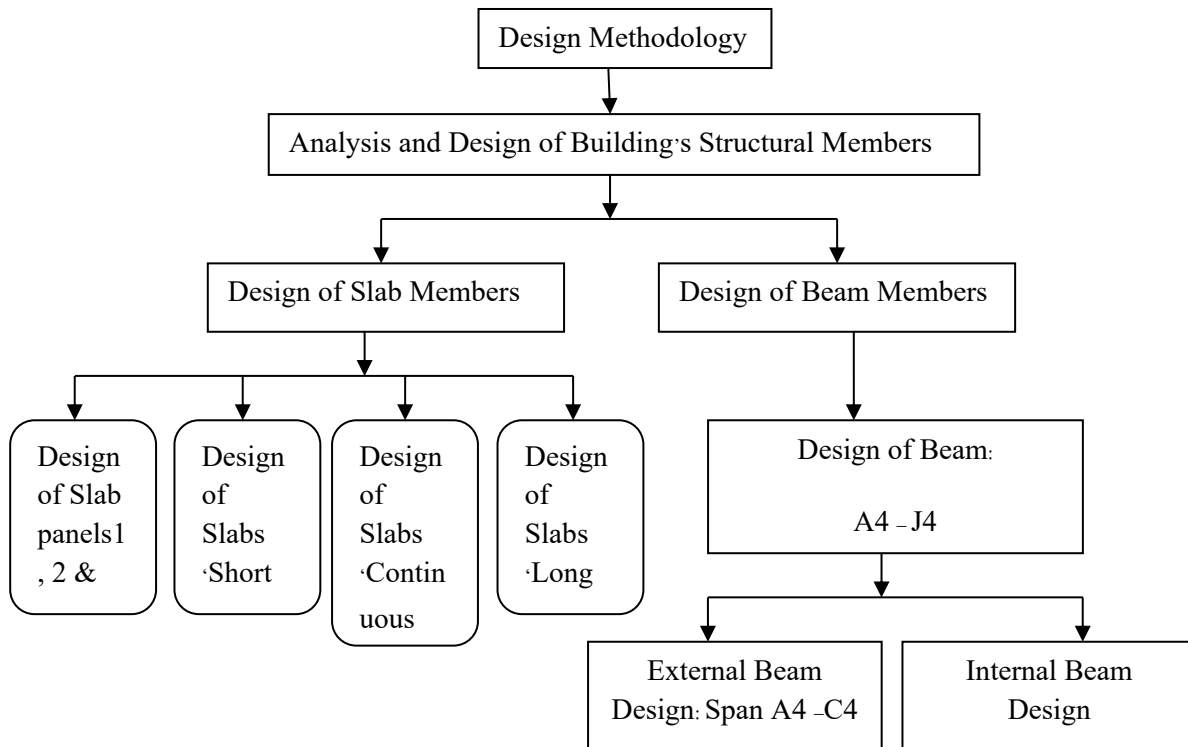 Design Methodology
Analysis and Design of Building‘s Structural Members
Design of Slab Members
Design of Beam Members
Design
of Slab
panels1
, 2 &
Design
of
Slabs
‘Short
Design
of
Slabs
‘Contin
uous
Design
of
Slabs
‘Long
Design of Beam:
A4 – J4
External Beam
Design: Span A4 –C4
Internal Beam
Design